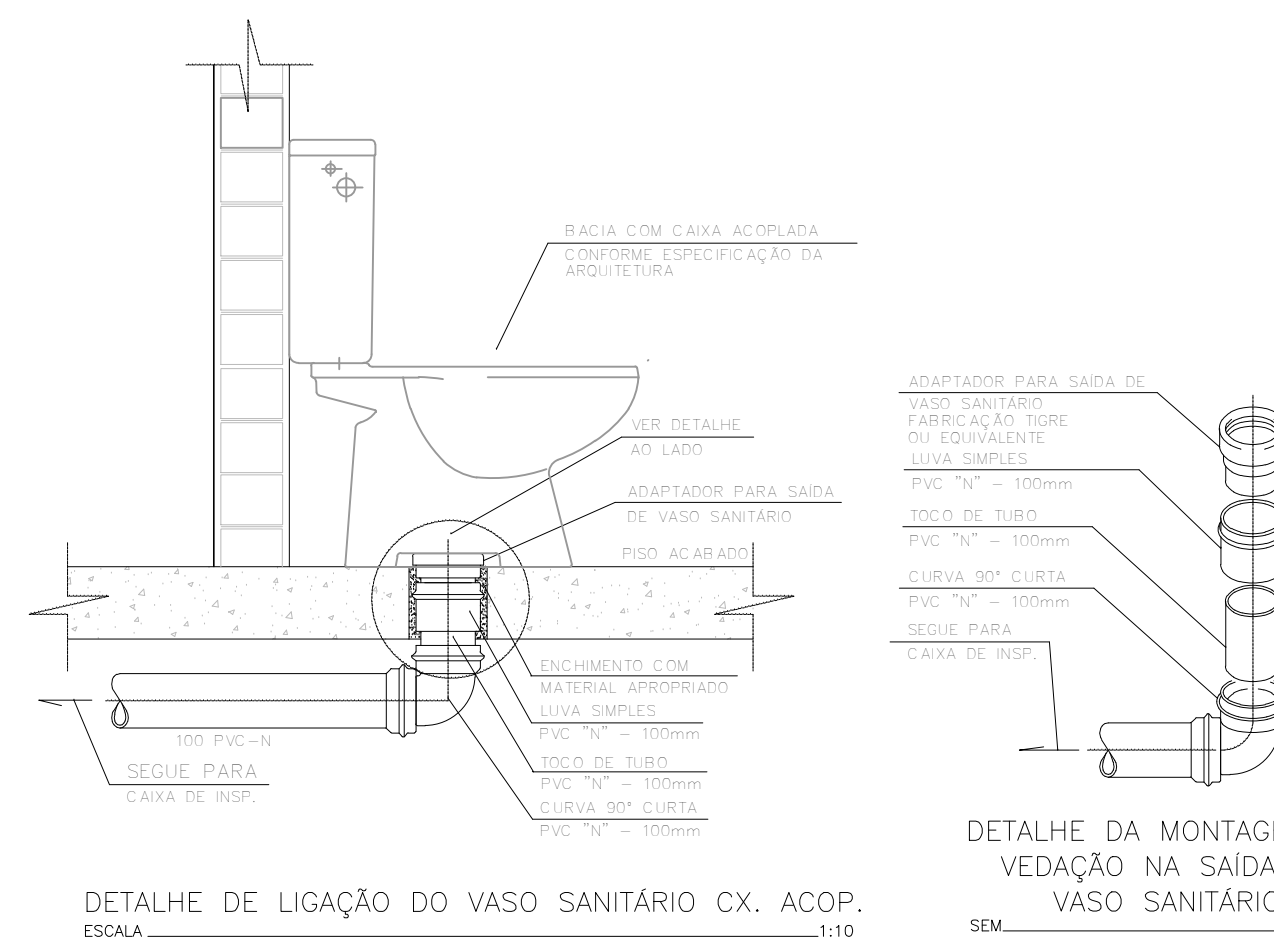 BACIA COM CAIXA ACOPLADA
CONFORME ESPECIFICAÇÃO DA
ARQUITETURA
VER DETALHE
AO LADO
ADAPTADOR PARA SAÍDA
DE VASO SANITÁRIO
PISO ACABADO
ENCHIMENTO COM
MATERIAL APROPRIADO
LUVA SIMPLES
PVC "N" – 100mm
TOCO DE TUBO
PVC "N" – 100mm
CURVA 90° CURTA
PVC "N" – 100mm
100 PVC–N
SEGUE PARA
CAIXA DE INSP.
DETALHE DE LIGAÇÃO DO VASO SANITÁRIO CX. ACOP.
ESCALA 1:10
ADAPTADOR PARA SAÍDA DE
VASO SANITÁRIO
FABRICAÇÃO TIGRE
OU EQUIVALENTE
LUVA SIMPLES
PVC "N" – 100mm
TOCO DE TUBO
PVC "N" – 100mm
CURVA 90° CURTA
PVC "N" – 100mm
SEGUE PARA
CAIXA DE INSP.
DETALHE DA MONTAG
VEDAÇÃO NA SAÍDA
VASO SANITÁRIO
SEM